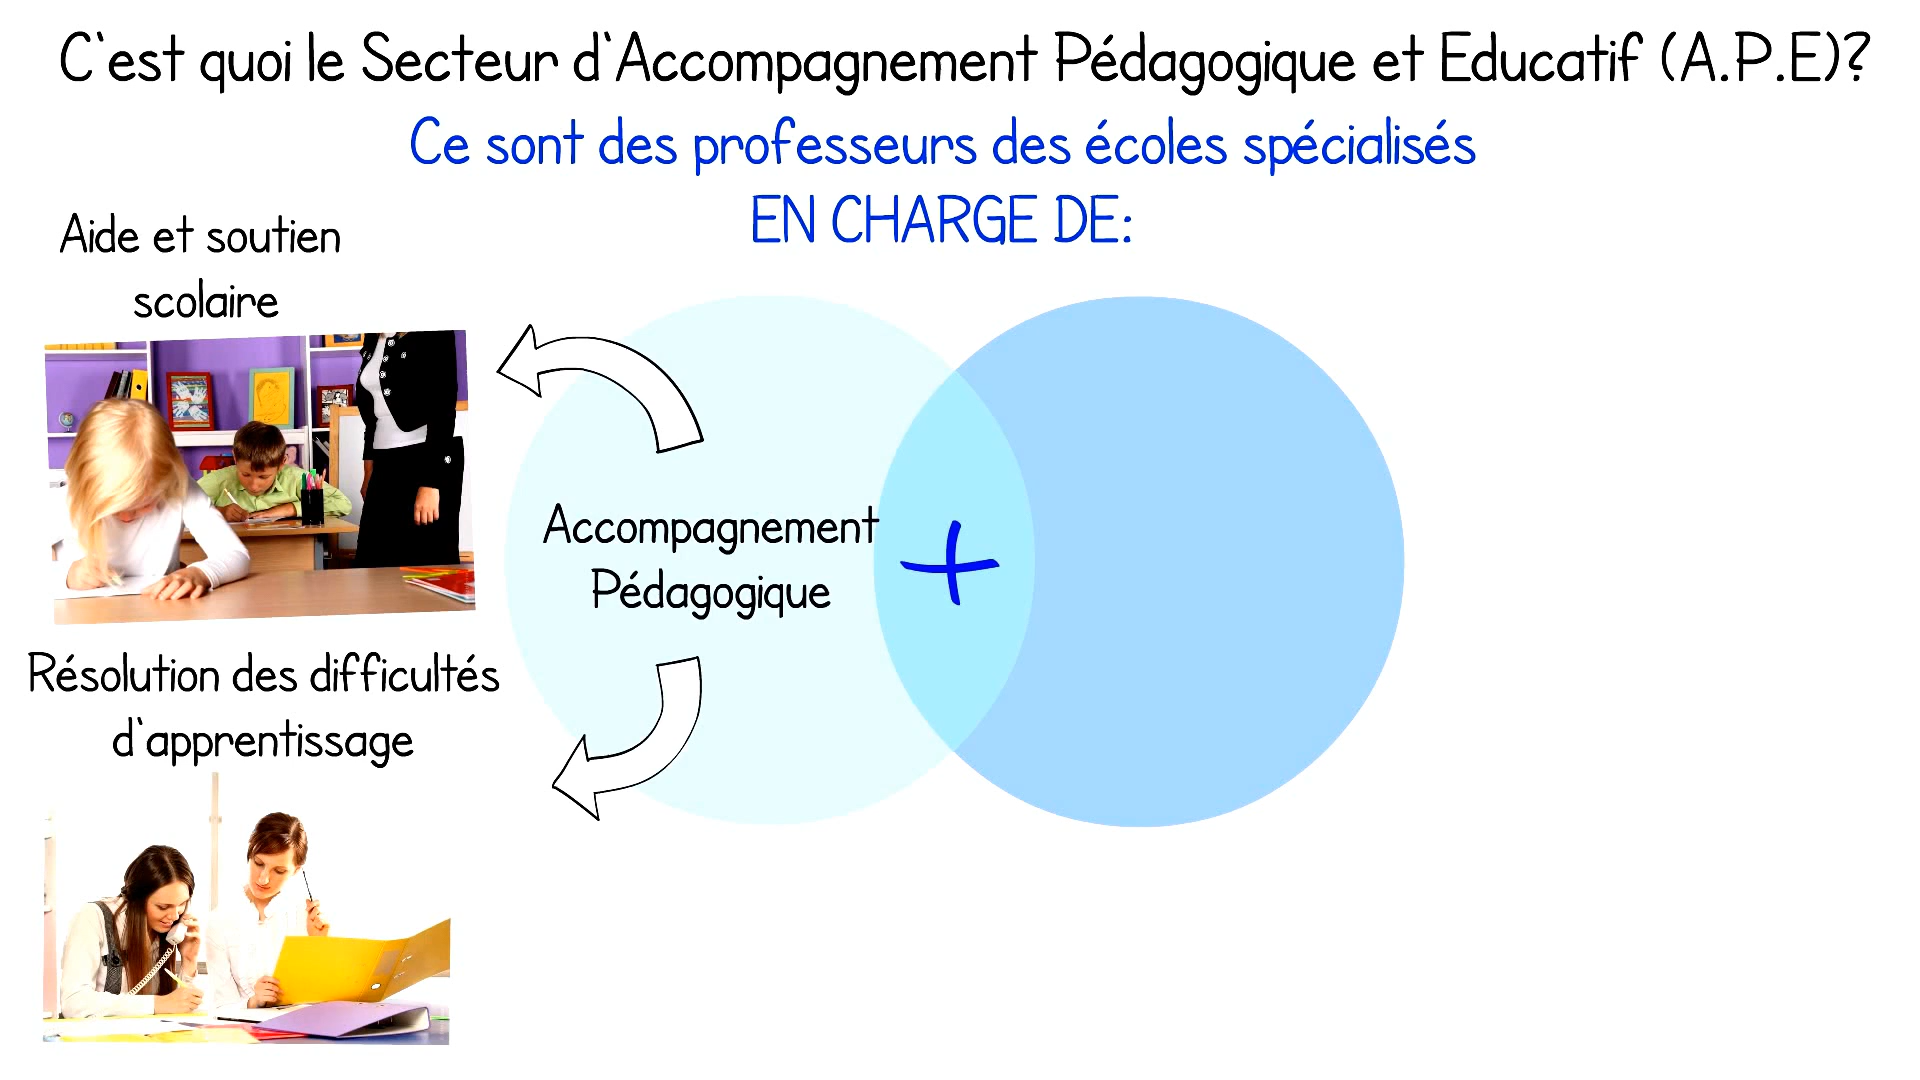 C'est quoi le Secteur d'Accompagnement Pédagogique et Educatif (A.P.E)?
Ce sont des professeurs des écoles spécialisés
EN CHARGE DE:
Aide et soutien
scolaire
Accompagnement
Pédagogique
+
Résolution des difficultés
d'apprentissage